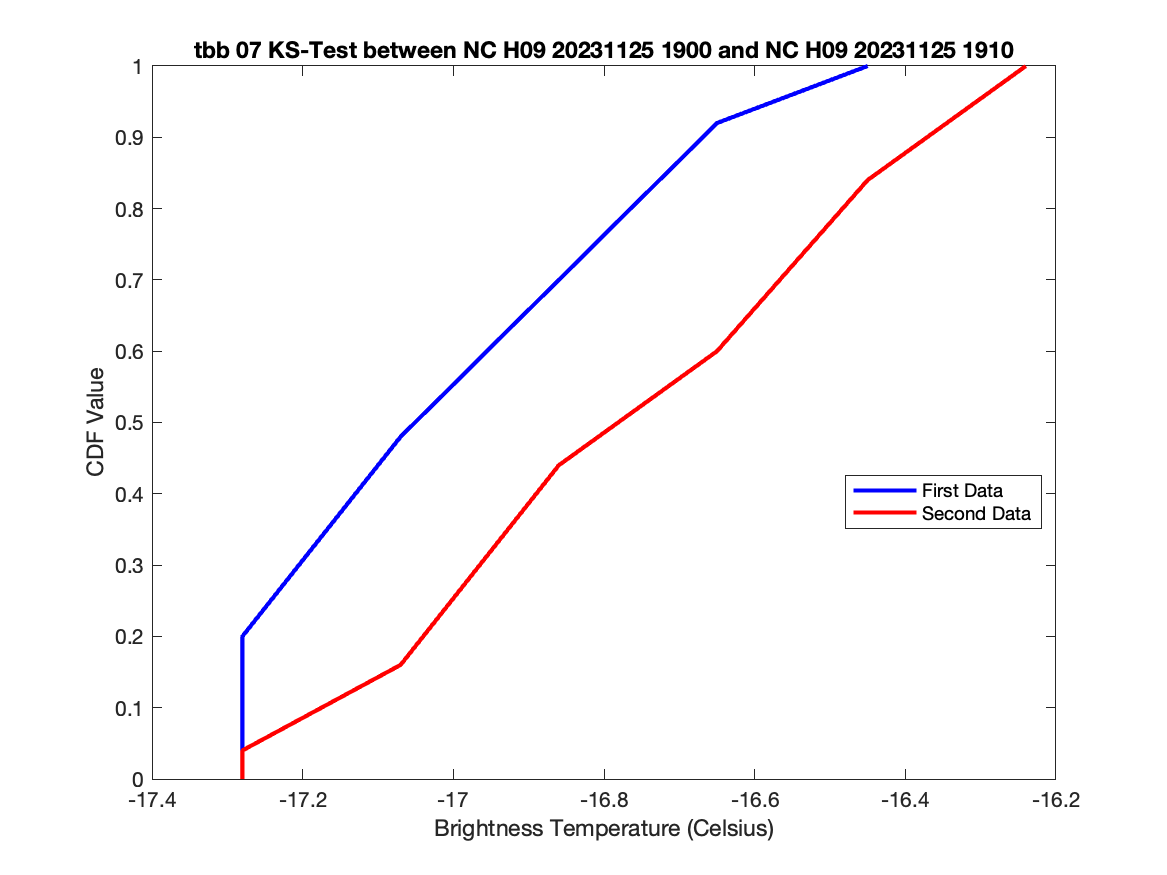 tbb 07 KS-Test between NC H09 20231125 1900 and NC H09 20231125 1910
1
0.9
0.8
0.7
0.6
0.5
0.4
0.3
0.2
0.1
0
CDF Value
First Data
Second Data
-17.4 -17.2 -17 -16.8 -16.6 -16.4 -16.2
Brightness Temperature (Celsius)